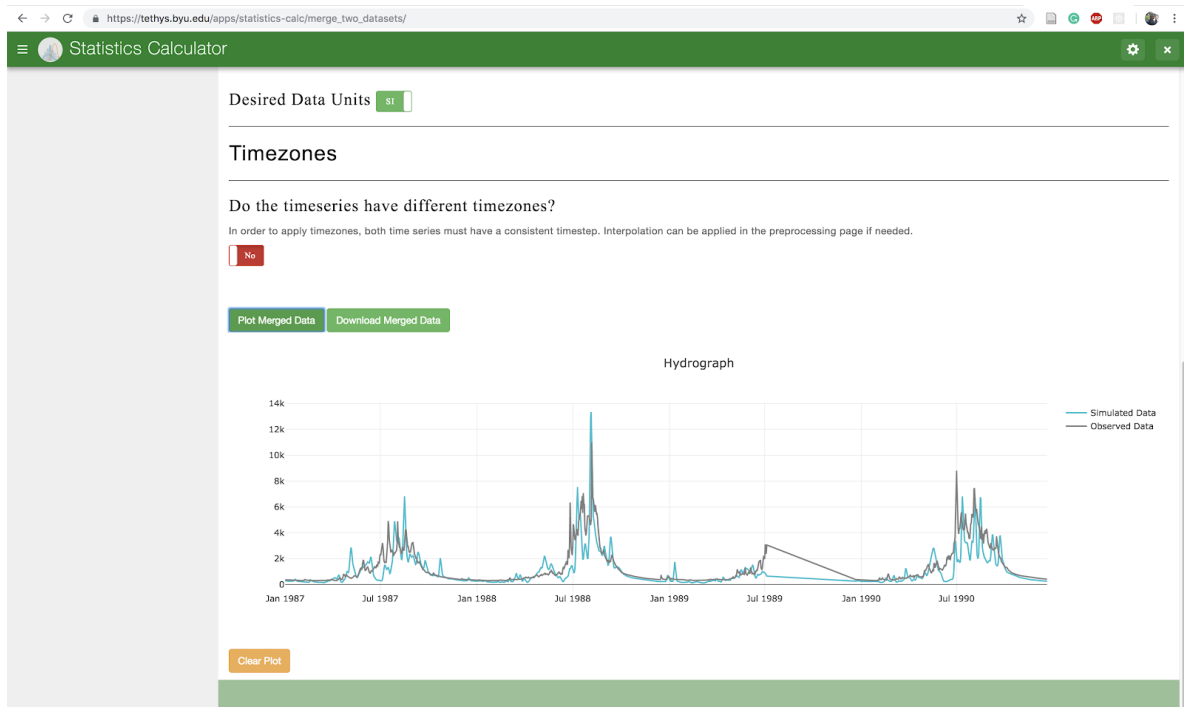 https://tethys.byu.edu/apps/statistics-calc/merge_two_datasets/
ABP
Statistics Calculator
Desired Data Units SI
Timezones
Do the timeseries have different timezones?
In order to apply timezones, both time series must have a consistent timestep. Interpolation can be applied in the preprocessing page if needed.
No
Plot Merged Data Download Merged Data
Hydrograph
14k
12k
10k
8k
6k
4k
2k
0
Jan 1987 Jul 1987 Jan 1988 Jul 1988 Jan 1989 Jul 1989 Jan 1990 Jul 1990
Simulated Data
Observed Data
Clear Plot